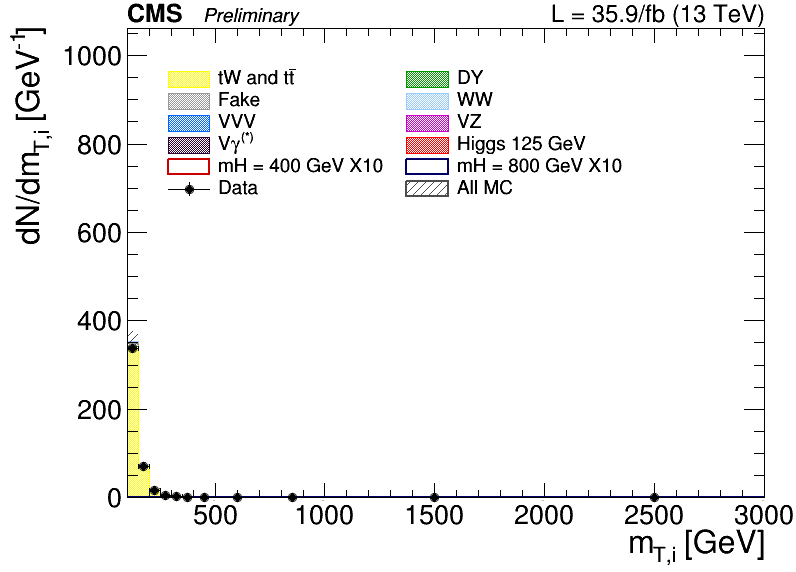 CMS Preliminary L = 35.9/fb (13 TeV)
dN/dm_{T,i} [GeV^{-1}]
1000
800
600
400
200
0
tW and tt̄ DY
Fake WW
VVV VZ
Vγ^{(*)} Higgs 125 GeV
mH = 400 GeV X10 mH = 800 GeV X10
Data All MC
500 1000 1500 2000 2500 3000
m_{T,i} [GeV]